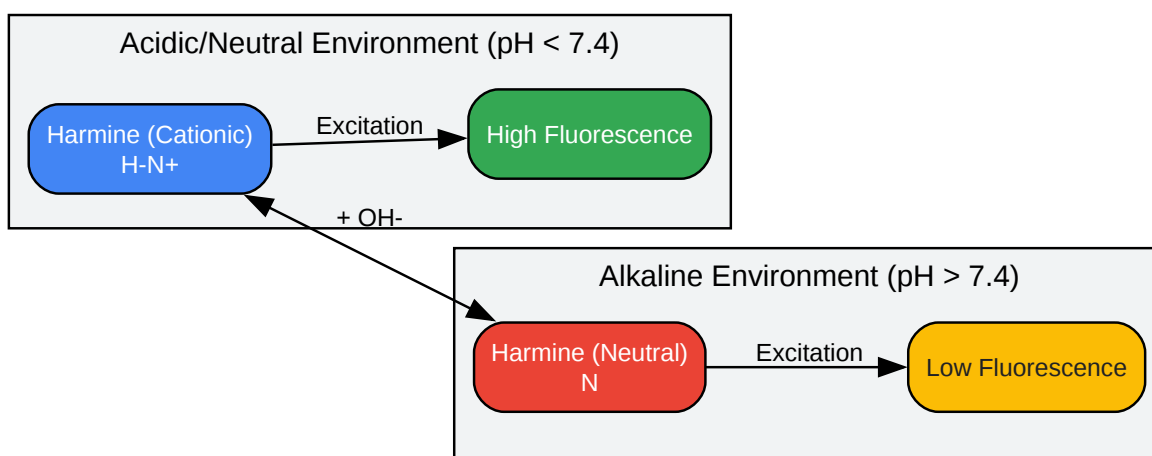 Acidic/Neutral Environment (pH < 7.4)
Harmine (Cationic)
H-N+
Excitation
High Fluorescence
+ OH-
Alkaline Environment (pH > 7.4)
Harmine (Neutral)
N
Excitation
Low Fluorescence